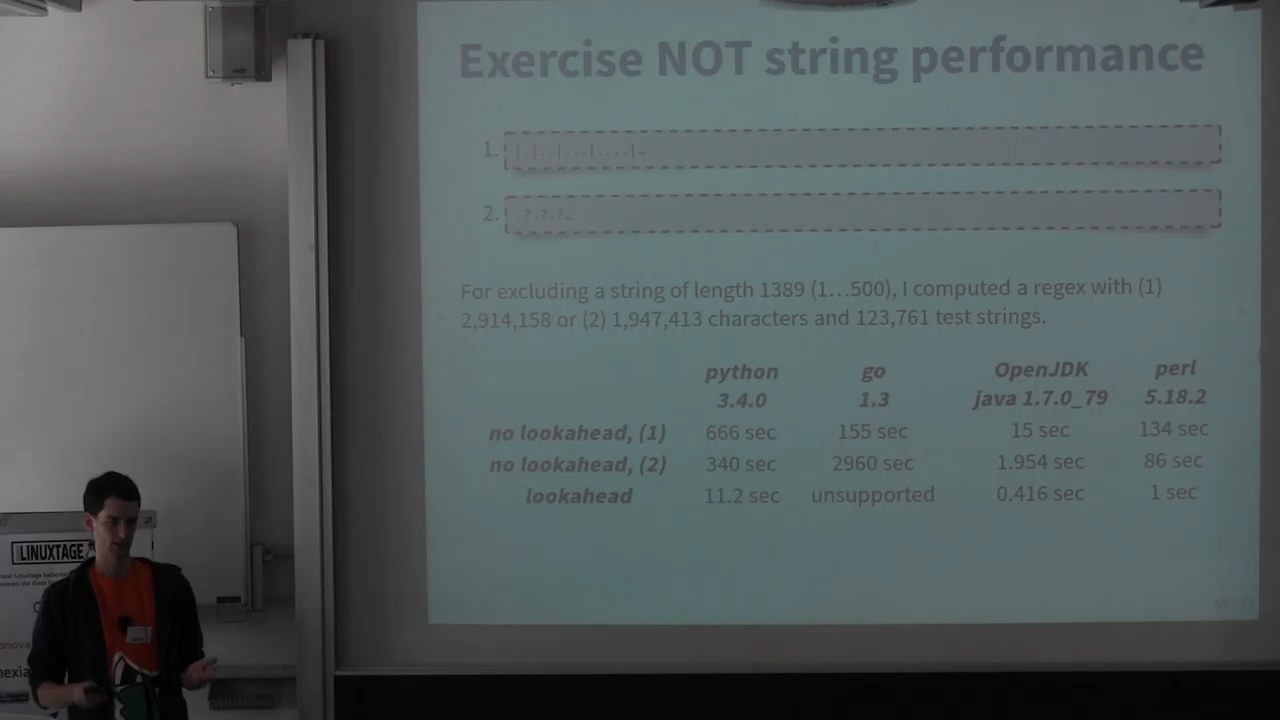 Exercise NOT string performance
1. |.|..|...|....|…
2. .?.?.?…
For excluding a string of length 1389 (1…500), I computed a regex with (1)
2,914,158 or (2) 1,947,413 characters and 123,761 test strings.
python go OpenJDK perl
3.4.0 1.3 java 1.7.0_79 5.18.2
no lookahead, (1) 666 sec 155 sec 15 sec 134 sec
no lookahead, (2) 340 sec 2960 sec 1.954 sec 86 sec
lookahead 11.2 sec unsupported 0.416 sec 1 sec
LINUXTAGE